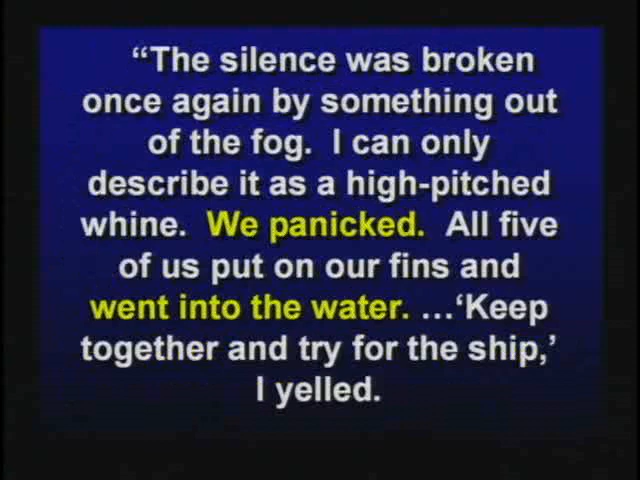 “The silence was broken
once again by something out
of the fog.  I can only
describe it as a high-pitched
whine.  We panicked.  All five
of us put on our fins and
went into the water. …‘Keep
together and try for the ship,’
I yelled.